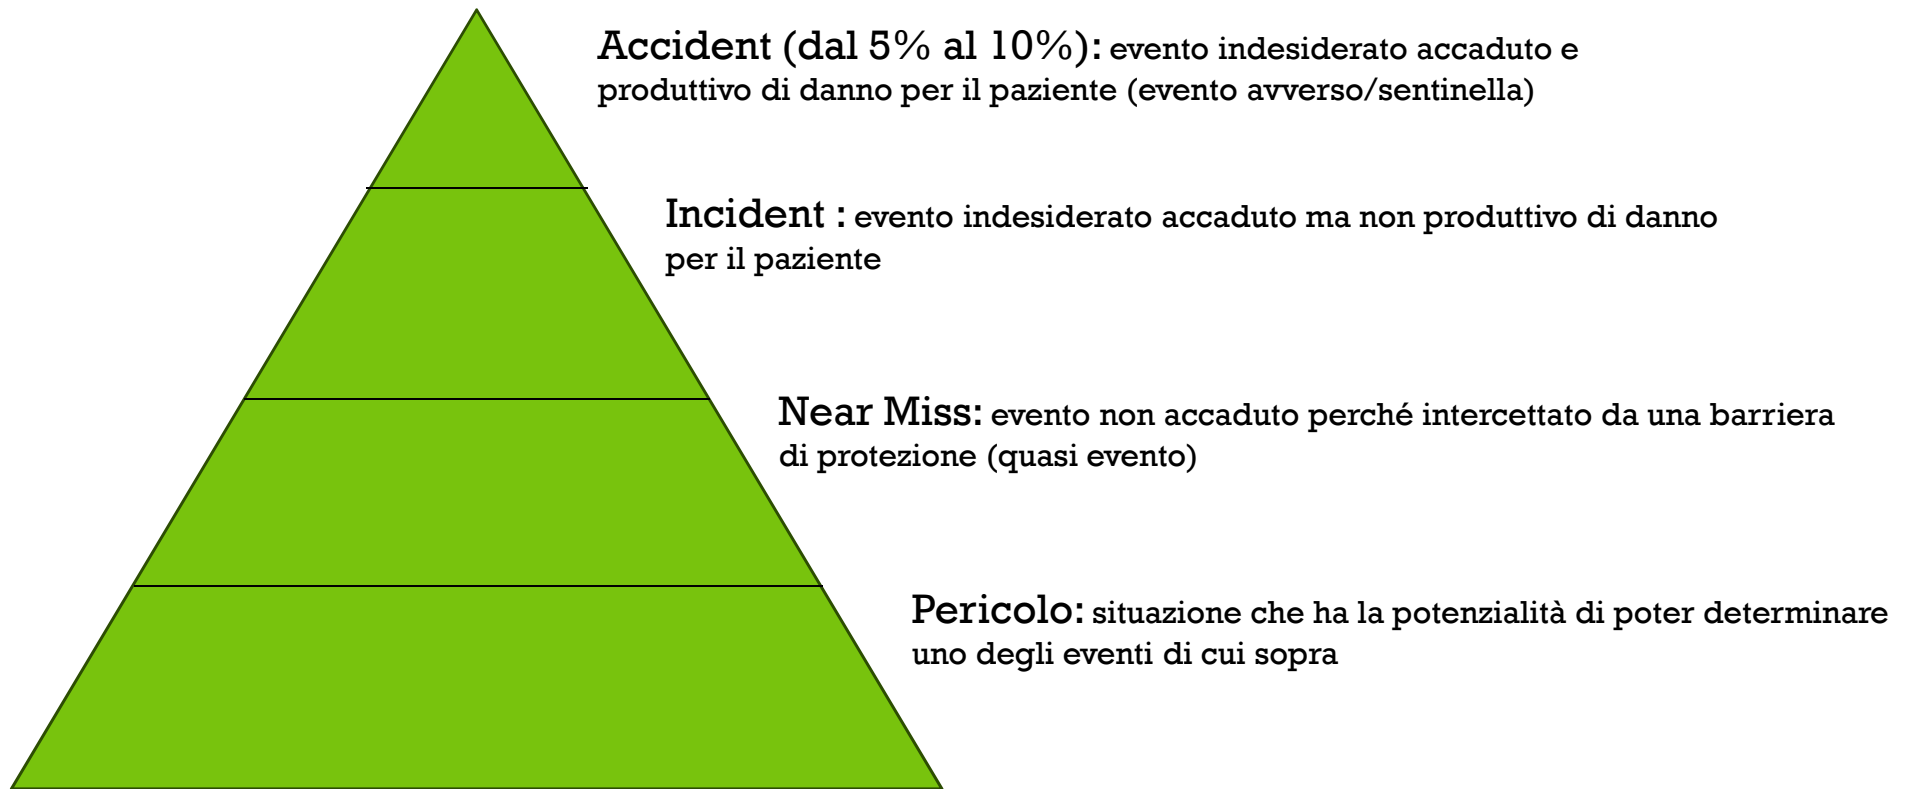 Accident (dal 5% al 10%): evento indesiderato accaduto e
produttivo di danno per il paziente (evento avverso/sentinella)
Incident : evento indesiderato accaduto ma non produttivo di danno
per il paziente
Near Miss: evento non accaduto perché intercettato da una barriera
di protezione (quasi evento)
Pericolo: situazione che ha la potenzialità di poter determinare
uno degli eventi di cui sopra